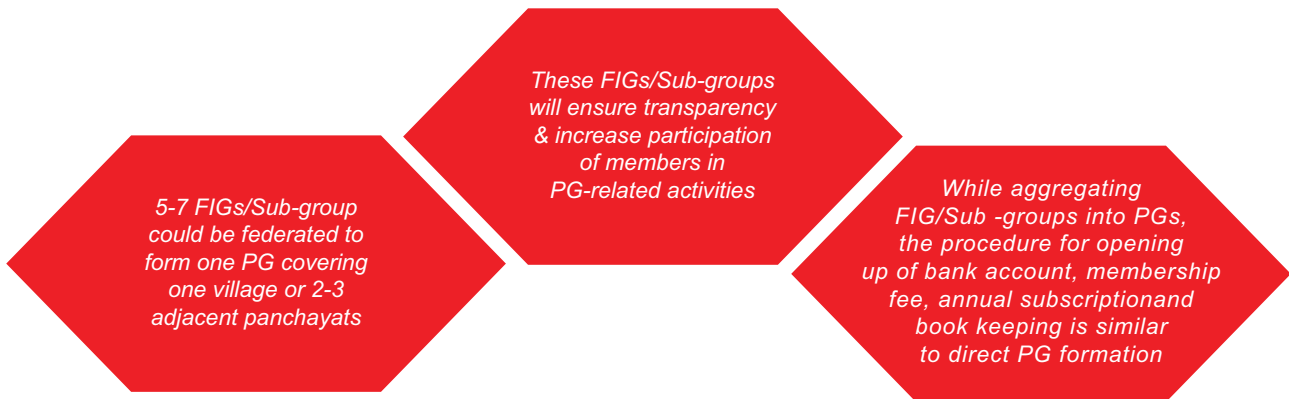 5-7 FIGs/Sub-group
could be federated to
form one PG covering
one village or 2-3
adjacent panchayats
These FIGs/Sub-groups
will ensure transparency
& increase participation
of members in
PG-related activities
While aggregating
FIG/Sub -groups into PGs,
the procedure for opening
up of bank account, membership
fee, annual subscriptionand
book keeping is similar
to direct PG formation